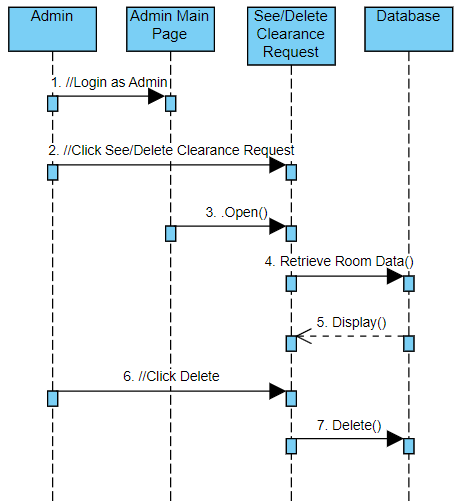 Admin
Admin Main
Page
See/Delete
Clearance
Request
Database
1. //Login as Admin
2. //Click See/Delete Clearance Request
3. .Open()
4. Retrieve Room Data()
5. Display()
6. //Click Delete
7. Delete()